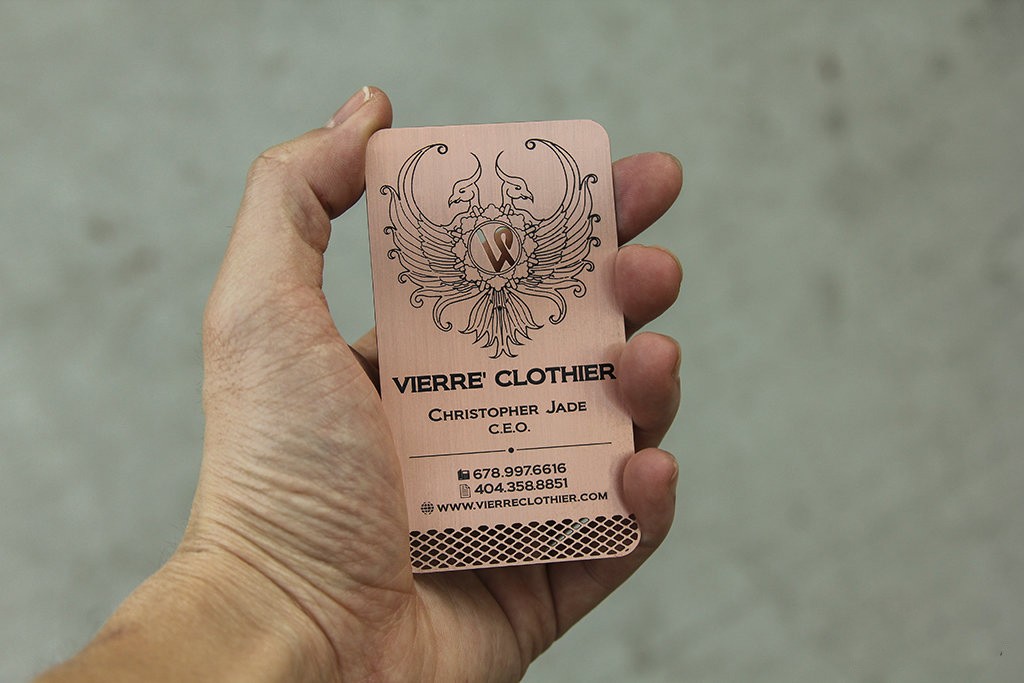 VIERRE' CLOTHIER
CHRISTOPHER JADE
C.E.O.
678.997.6616
404.358.8851
WWW.VIERRECLOTHIER.COM